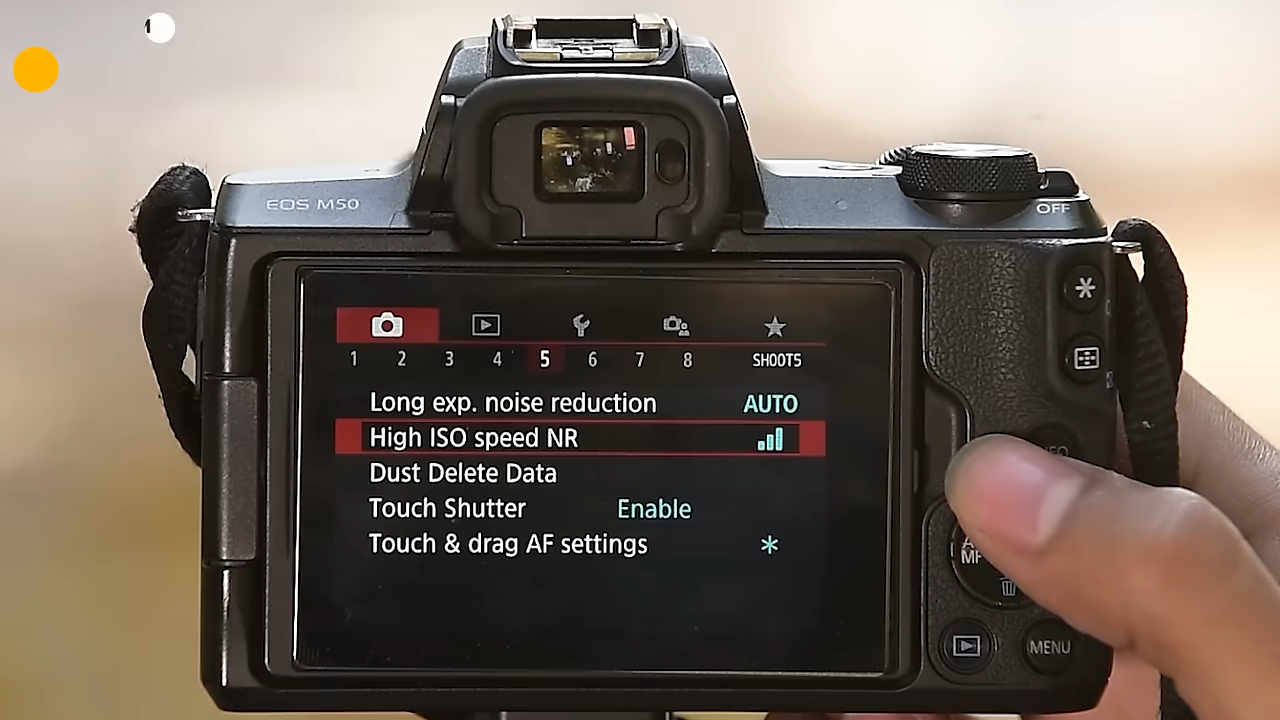 EOS M50
OFF
1 2 3 4 5 6 7 8 SHOOT5
Long exp. noise reduction AUTO
High ISO speed NR
Dust Delete Data
Touch Shutter Enable
Touch & drag AF settings *
MENU